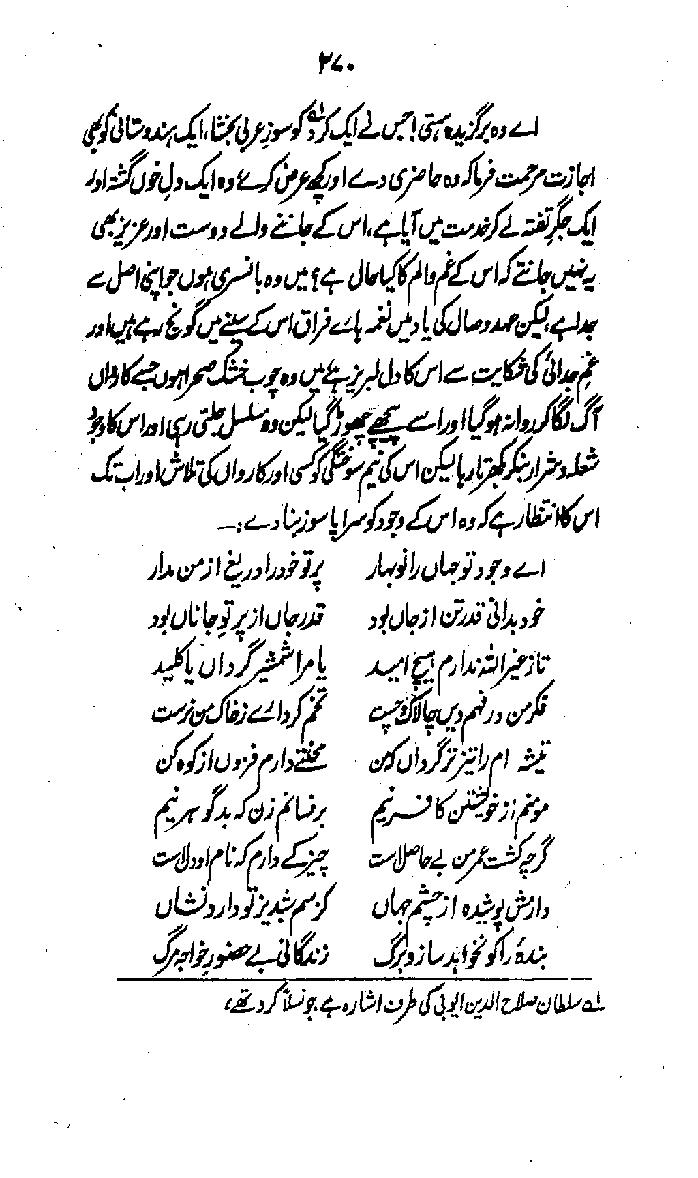 ۲۷۰
اے وہ برگزیدہ ہستی! جس نے ایک کُرد کو سوزِ عربی بخشا، ایک ہندوستانی کو بھی
اجازت مرحمت فرما کہ وہ حاضری دے اور کچھ عرض کرے وہ ایک دلِ خوں گشتہ اور
ایک جگر تفتہ لے کر خدمت میں آیا ہے، اس کے جاننے والے دوست اور عزیز بھی
یہ نہیں جانتے کہ اس کے غم و الم کا کیا حال ہے؟ میں وہ بانسری ہوں جو اپنی اصل سے
جدا ہے، لیکن عہدِ وصال کی یاد میں نغمہ ہائے فراق اس کے سینے میں گونج رہے ہیں اور
غمِ جدائی کی شکایت سے اس کا دل لبریز ہے میں وہ چوبِ خشک صحرا ہوں جسے کارواں
آگ لگا کر روانہ ہو گیا اور اسے پیچھے چھوڑ گیا لیکن وہ مسلسل جلتی رہی اور اس کا وجود
شعلہ و شرار بنکر بکھرتا رہا لیکن اس کی نیم سوختگی کو کسی اور کارواں کی تلاش اور اب تک
اس کا انتظار ہے کہ وہ اس کے وجود کو سراپا سوز بنا دے:۔
اے وجود تو جہاں را نو بہار پرتو خود را دریغ از من مدار
خود بدانی قدر تن از جاں بود قدر جاں از پرتوِ جاناں بود
تا ز غیر اللہ ندارم ہیچ امید یا مرا شمشیر گرداں یا کلید
فکر من در فہم دیں چالاک و چست تخم کردارے ز خاک من نرست
تیشہ ام را تیز تر گرداں کہ من محنتے دارم فزوں از کوہ کن
مومنم از خویشتن کافر نیم بر فسانم زن کہ بد گوہر نیم
گرچہ کشت عمر من بے حاصل است چیز کے دارم کہ نام او دل است
دارمش پوشیدہ از چشم جہاں کز سم شبدیز تو دارد نشاں
بندۂ را کو نخواہد ساز و برگ زندگانی بے حضور خواجہ مرگ
لے سلطان صلاح الدین ایوبی کی طرف اشارہ ہے۔ جو نسلاً کرد تھے،